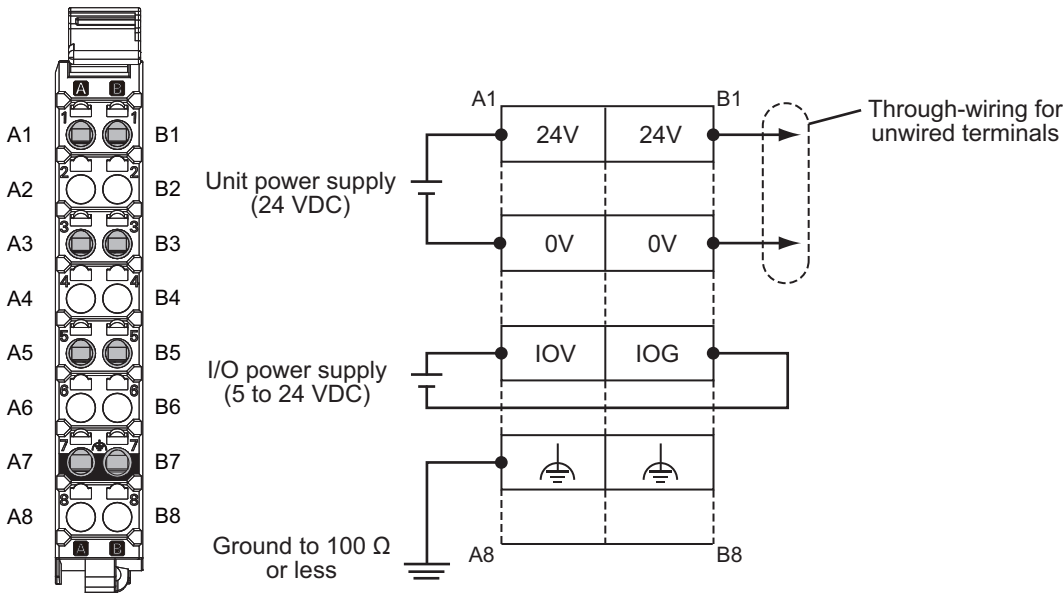 A B
1 1
A1 B1
2 2
A2 B2
3 3
A3 B3
4 4
A4 B4
5 5
A5 B5
6 6
A6 B6
7 7
A7 B7
8 8
A8 B8
A B
A1 B1
24V 24V
Through-wiring for
unwired terminals
Unit power supply
(24 VDC)
0V 0V
I/O power supply
(5 to 24 VDC)
IOV IOG
Ground to 100 Ω
or less
A8 B8